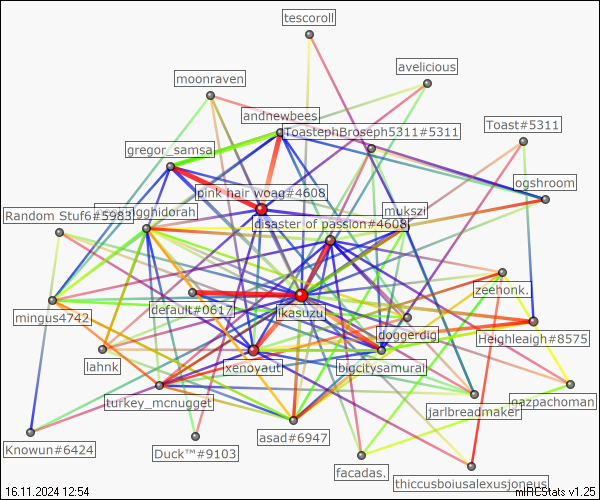 tescoroll
avelicious
moonraven
andnewbees
ToastephBroseph5311#5311
Toast#5311
gregor_samsa
ogshroom
pink hair woag#4608
mukszi
Random Stuf6#5983
gghidorah
disaster of passion#4608
zeehonk.
default#0617
ikasuzu
mingus4742
doggerdig
Heighleaigh#8575
lahnk
xenoyaut
bigcitysamurai
turkey_mcnugget
jarlbreadmaker
nazpachoman
asad#6947
Knowun#6424
Duck™#9103
facadas.
thiccusboiusalexusjoneus
16.11.2024 12:54
mIRCStats v1.25